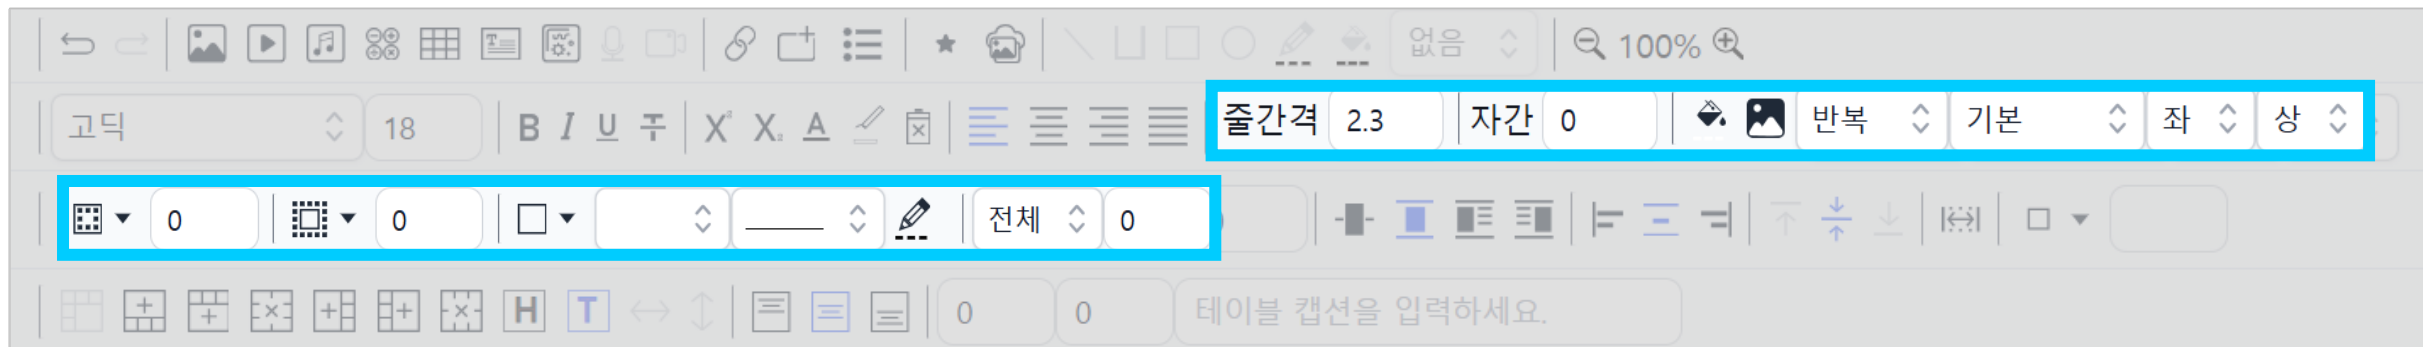 없음 100%
고딕 18 B I U T X² X. A 줄간격 2.3 자간 0 반복 기본 좌 상
0 0 전체 0
H T 0 0 테이블 캡션을 입력하세요.